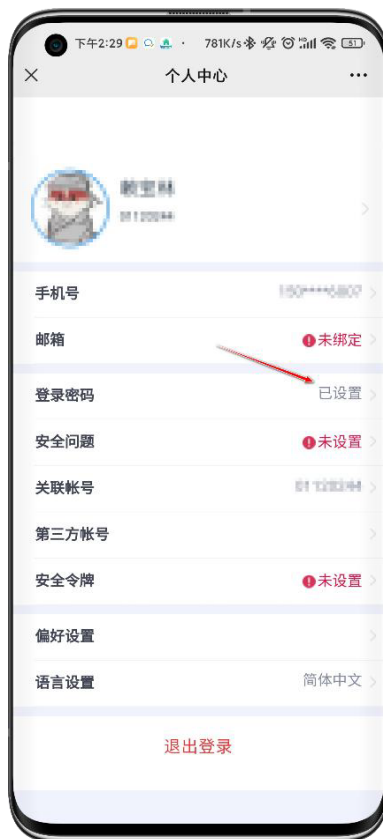 下午2:29 781K/s 51
个人中心
手机号
邮箱 未绑定
登录密码 已设置
安全问题 未设置
关联帐号
第三方帐号
安全令牌 未设置
偏好设置
语言设置 简体中文
退出登录